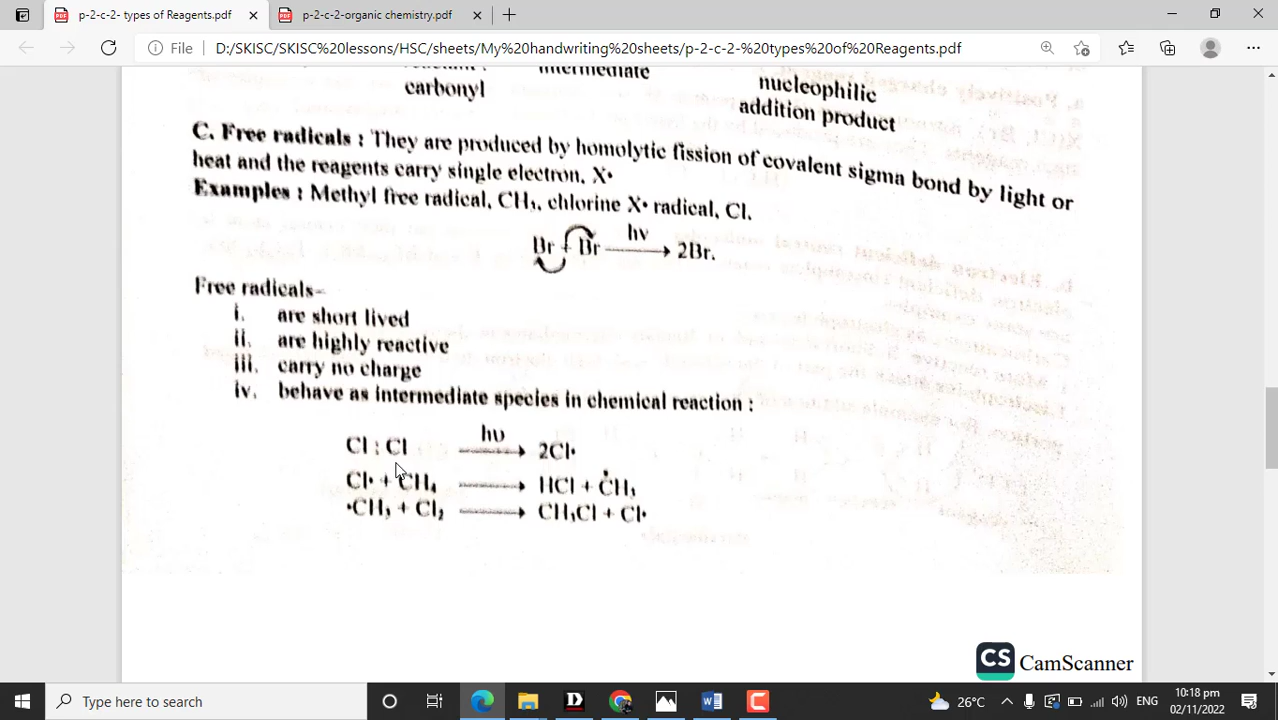 p-2-c-2- types of Reagents.pdf
p-2-c-2-organic chemistry.pdf
File
D:/SKISC/SKISC%20lessons/HSC/sheets/My%20handwriting%20sheets/p-2-c-2-%20types%20of%20Reagents.pdf
intermediate
carbonyl
nucleophilic
addition product
C. Free radicals : They are produced by homolytic fission of covalent sigma bond by light or
heat and the reagents carry single electron, X•
Examples : Methyl free radical, CH₃, chlorine X• radical, Cl.
Br – Br hν → 2Br.
Free radicals–
i. are short lived
ii. are highly reactive
iii. carry no charge
iv. behave as intermediate species in chemical reaction :
Cl : Cl hυ → 2Cl•
Cl• + CH₄ → HCl + ĊH₃
•CH₃ + Cl₂ → CH₃Cl + Cl•
CS CamScanner
Type here to search
26°C
ENG
10:18 pm
02/11/2022